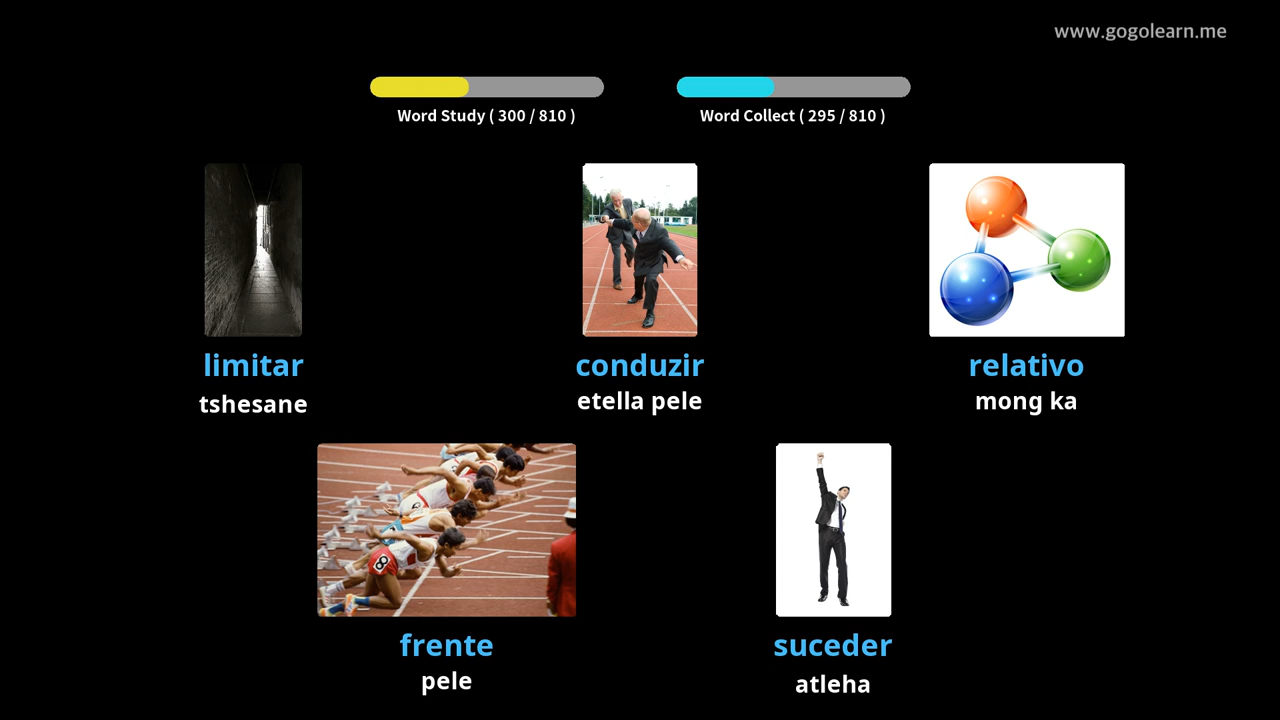 www.gogolearn.me
Word Study ( 300 / 810 )
Word Collect ( 295 / 810 )
limitar
tshesane
conduzir
etella pele
relativo
mong ka
8
frente
pele
suceder
atleha